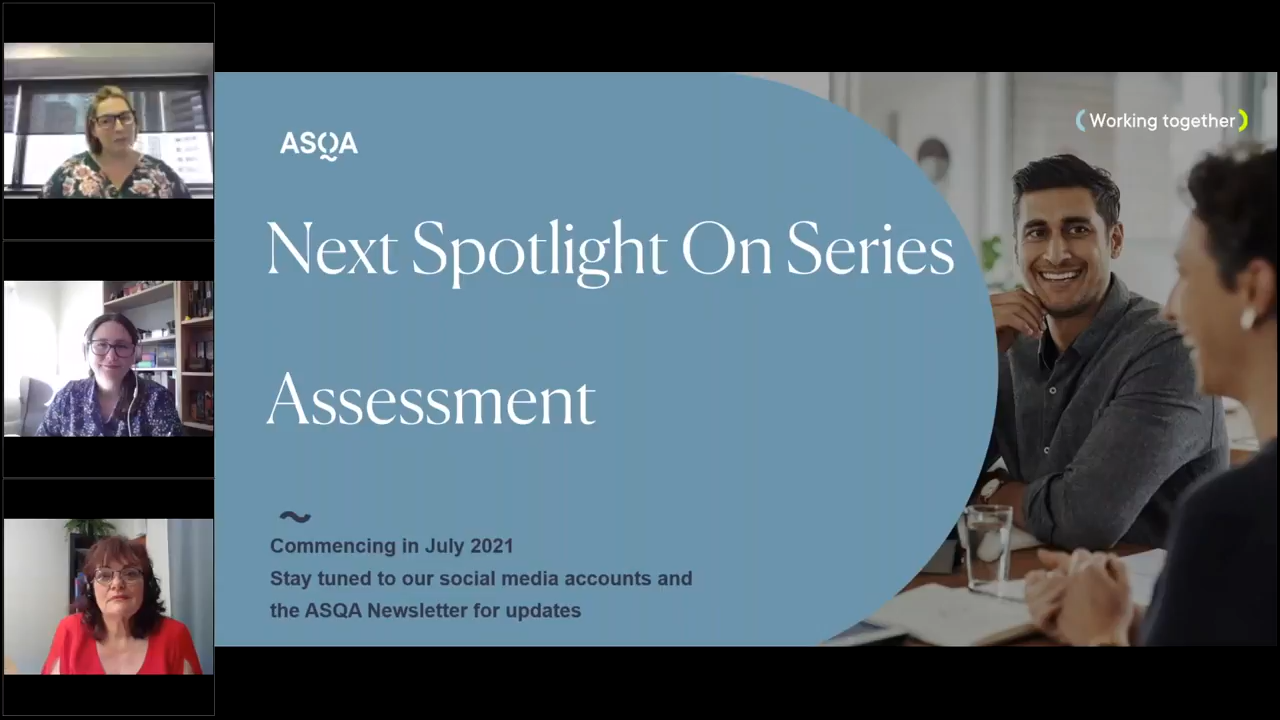 ASQA
(Working together)
Next Spotlight On Series
Assessment
Commencing in July 2021
Stay tuned to our social media accounts and
the ASQA Newsletter for updates